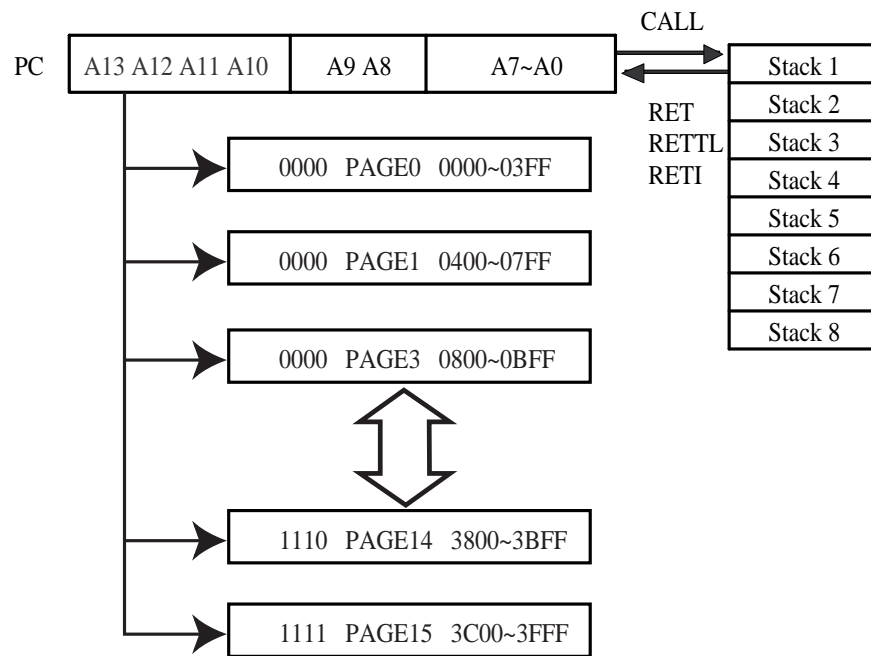 CALL
PC A13 A12 A11 A10 A9 A8 A7~A0
Stack 1
Stack 2
Stack 3
Stack 4
Stack 5
Stack 6
Stack 7
Stack 8
RET
RETTL
RETI
0000 PAGE0 0000~03FF
0000 PAGE1 0400~07FF
0000 PAGE3 0800~0BFF
1110 PAGE14 3800~3BFF
1111 PAGE15 3C00~3FFF